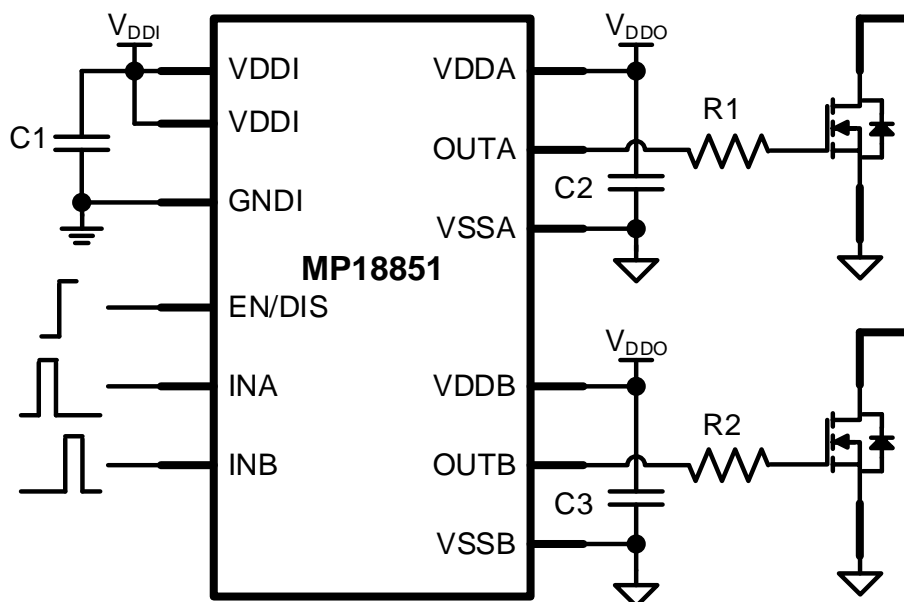 VDDI
VDDO
VDDI
VDDA
R1
VDDI
C1
OUTA
C2
GNDI
VSSA
MP18851
EN/DIS
VDDO
INA
VDDB
R2
INB
OUTB
C3
VSSB